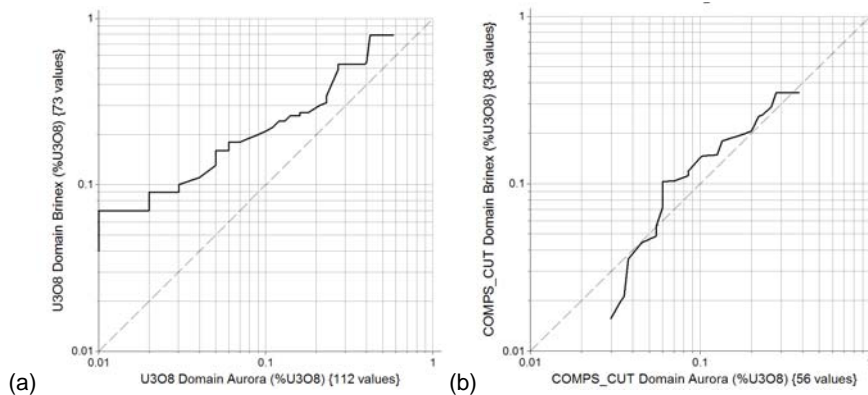 1
U3O8 Domain Brinex (%U3O8) {73 values}
0.1
0.01
0.01
0.1
1
(a)
U3O8 Domain Aurora (%U3O8) {112 values}
1
COMPS_CUT Domain Brinex (%U3O8) {38 values}
0.1
0.01
0.01
0.1
(b)
COMPS_CUT Domain Aurora (%U3O8) {56 values}